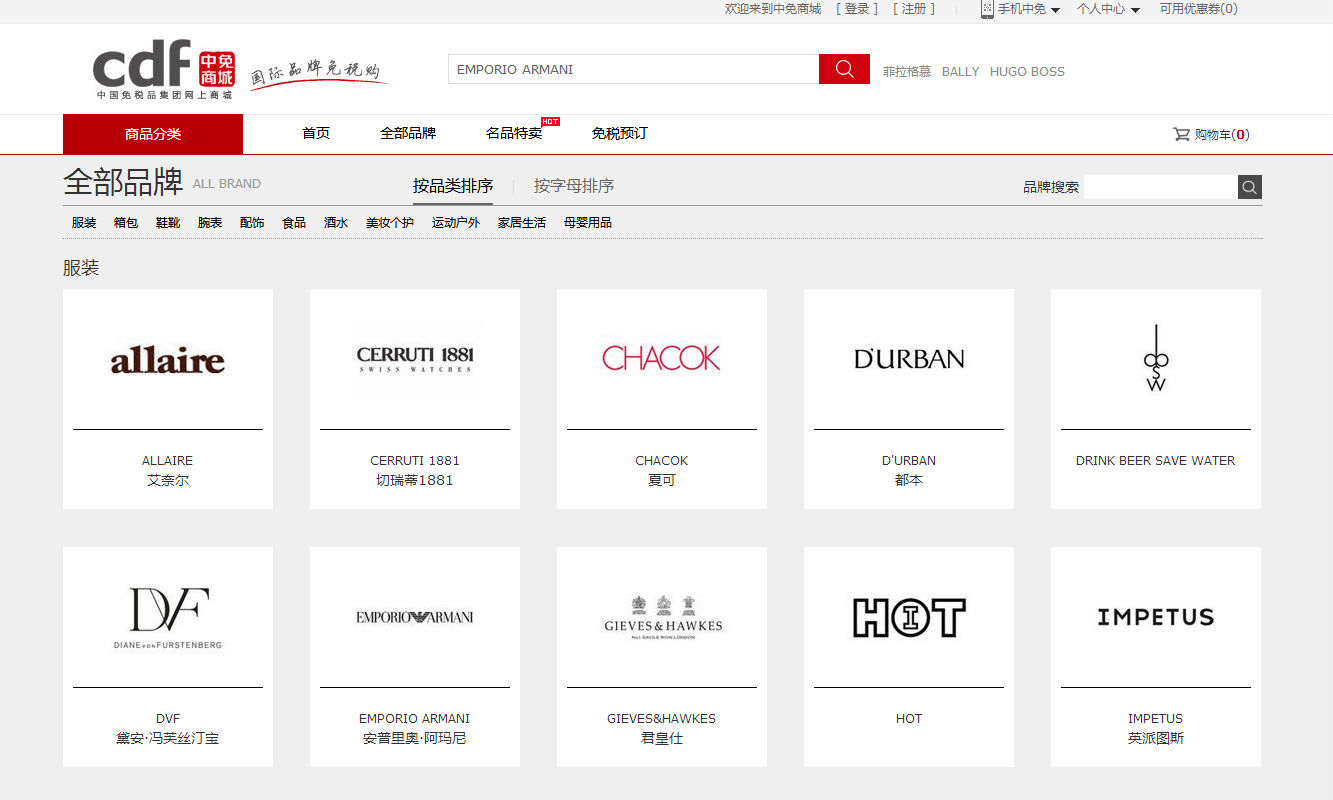 欢迎来到中免商城 [ 登录 ] [ 注册 ] 手机中免 个人中心 可用优惠券(0)
cdf 中免商城
中国免税品集团网上商城
国际品牌免税购
EMPORIO ARMANI
菲拉格慕 BALLY HUGO BOSS
商品分类 首页 全部品牌 名品特卖 HOT 免税预订 购物车(0)
全部品牌 ALL BRAND 按品类排序 按字母排序 品牌搜索
服装 箱包 鞋靴 腕表 配饰 食品 酒水 美妆个护 运动户外 家居生活 母婴用品
服装
allaire CERRUTI 1881 CHACOK D'URBAN DBSW
SWISS WATCHES
ALLAIRE CERRUTI 1881 CHACOK D'URBAN DRINK BEER SAVE WATER
艾奈尔 切瑞蒂1881 夏可 都本
DVF EMPORIO ARMANI GIEVES & HAWKES HOT IMPETUS
DIANE VON FURSTENBERG No1 SAVILE ROW LONDON
DVF EMPORIO ARMANI GIEVES&HAWKES HOT IMPETUS
黛安·冯芙丝汀宝 安普里奥·阿玛尼 君皇仕 英派图斯